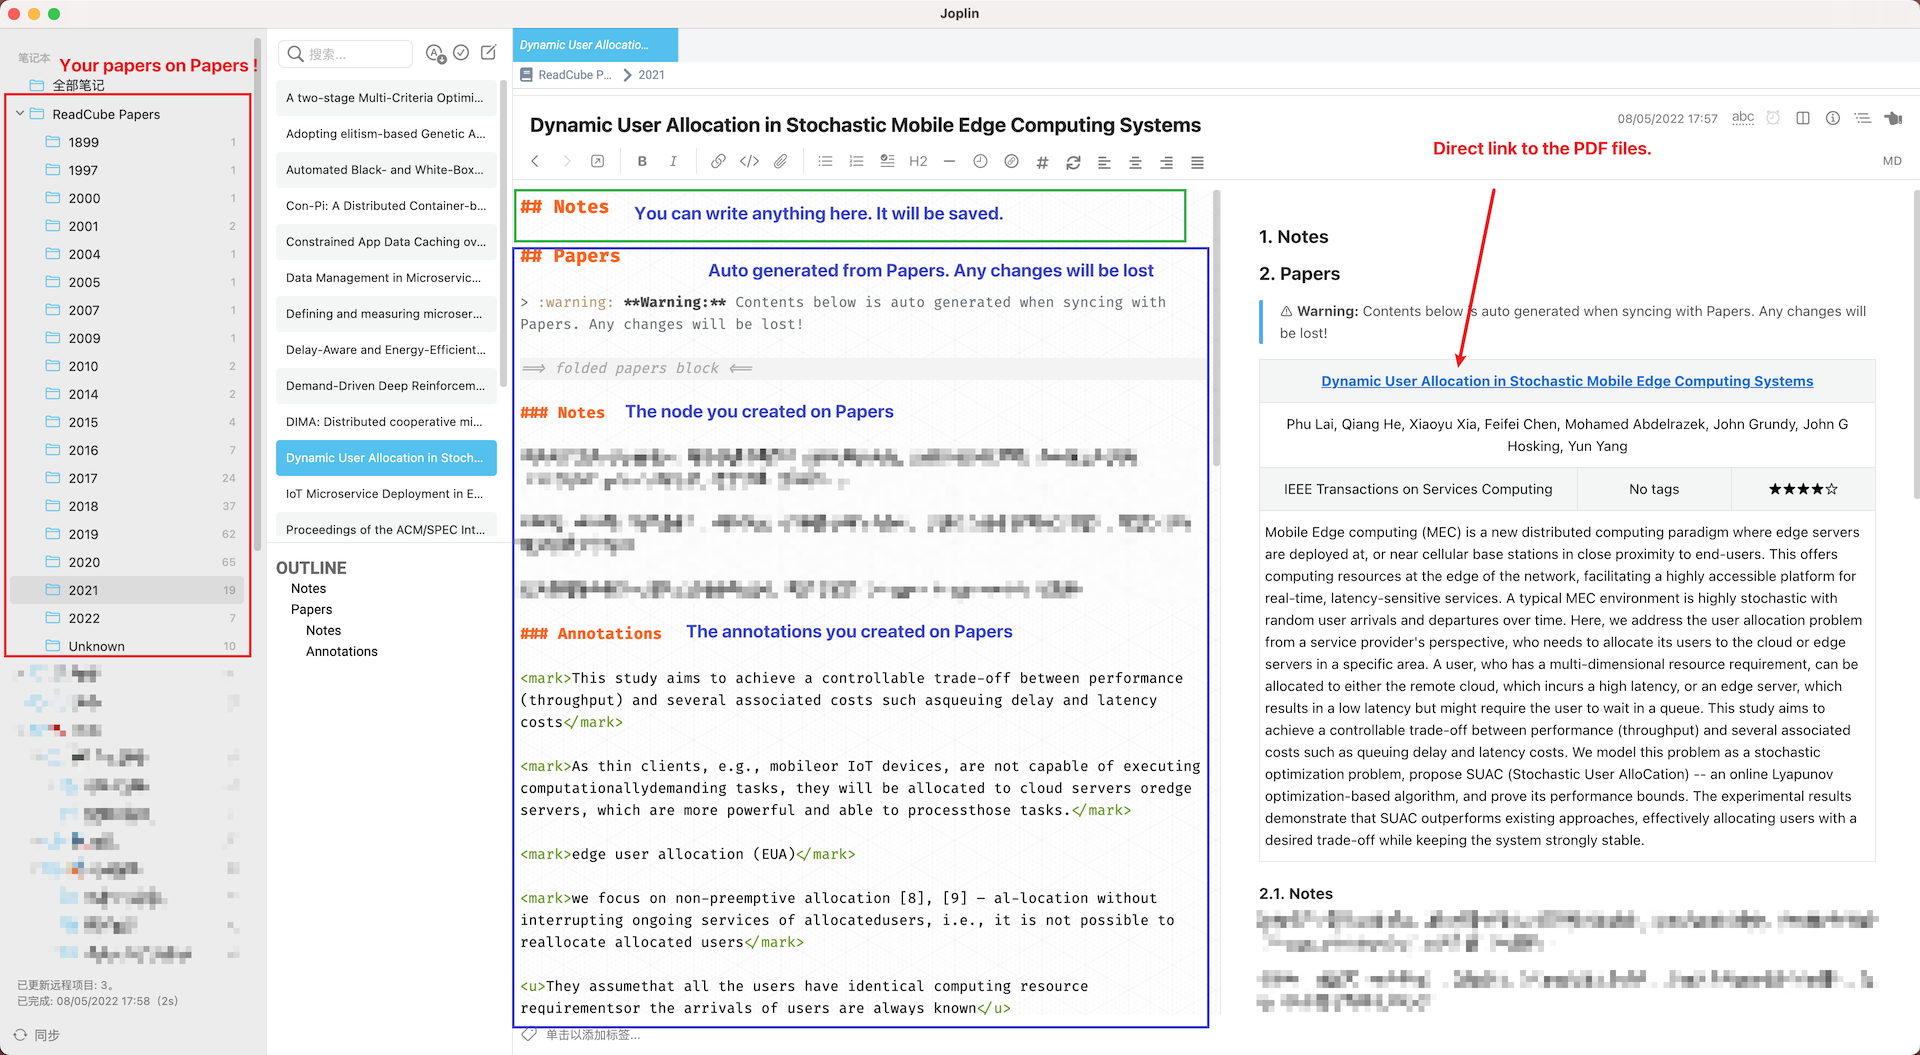 Joplin
笔记本
Your papers on Papers !
全部笔记
ReadCube Papers
1899 1
1997 1
2000 1
2001 2
2004 1
2005 1
2007 1
2009 1
2010 2
2014 2
2015 4
2016 7
2017 24
2018 37
2019 62
2020 65
2021 19
2022 7
Unknown 10
已更新远程项目: 3。
已完成: 08/05/2022 17:58（2s）
同步
搜索...
A two-stage Multi-Criteria Optimi...
Adopting elitism-based Genetic A...
Automated Black- and White-Box...
Con-Pi: A Distributed Container-b...
Constrained App Data Caching ov...
Data Management in Microservic...
Defining and measuring microser...
Delay-Aware and Energy-Efficient...
Demand-Driven Deep Reinforcem...
DIMA: Distributed cooperative mi...
Dynamic User Allocation in Stoch...
IoT Microservice Deployment in E...
Proceedings of the ACM/SPEC Int...
OUTLINE
Notes
Papers
Notes
Annotations
Dynamic User Allocatio...
ReadCube P... 2021
Dynamic User Allocation in Stochastic Mobile Edge Computing Systems
08/05/2022 17:57 abc
B I </> H2 #
Direct link to the PDF files.
MD
## Notes You can write anything here. It will be saved.
## Papers
Auto generated from Papers. Any changes will be lost
> :warning: **Warning:** Contents below is auto generated when syncing with
Papers. Any changes will be lost!
==> folded papers block <==
### Notes The node you created on Papers
### Annotations The annotations you created on Papers
<mark>This study aims to achieve a controllable trade-off between performance
(throughput) and several associated costs such asqueuing delay and latency
costs</mark>
<mark>As thin clients, e.g., mobileor IoT devices, are not capable of executing
computationallydemanding tasks, they will be allocated to cloud servers oredge
servers, which are more powerful and able to processthose tasks.</mark>
<mark>edge user allocation (EUA)</mark>
<mark>we focus on non-preemptive allocation [8], [9] – al-location without
interrupting ongoing services of allocatedusers, i.e., it is not possible to
reallocate allocated users</mark>
<u>They assumethat all the users have identical computing resource
requirementsor the arrivals of users are always known</u>
单击以添加标签...
1. Notes
2. Papers
⚠ Warning: Contents below is auto generated when syncing with Papers. Any changes will
be lost!
Dynamic User Allocation in Stochastic Mobile Edge Computing Systems
Phu Lai, Qiang He, Xiaoyu Xia, Feifei Chen, Mohamed Abdelrazek, John Grundy, John G
Hosking, Yun Yang
IEEE Transactions on Services Computing No tags ★★★★☆
Mobile Edge computing (MEC) is a new distributed computing paradigm where edge servers
are deployed at, or near cellular base stations in close proximity to end-users. This offers
computing resources at the edge of the network, facilitating a highly accessible platform for
real-time, latency-sensitive services. A typical MEC environment is highly stochastic with
random user arrivals and departures over time. Here, we address the user allocation problem
from a service provider's perspective, who needs to allocate its users to the cloud or edge
servers in a specific area. A user, who has a multi-dimensional resource requirement, can be
allocated to either the remote cloud, which incurs a high latency, or an edge server, which
results in a low latency but might require the user to wait in a queue. This study aims to
achieve a controllable trade-off between performance (throughput) and several associated
costs such as queuing delay and latency costs. We model this problem as a stochastic
optimization problem, propose SUAC (Stochastic User AlloCation) -- an online Lyapunov
optimization-based algorithm, and prove its performance bounds. The experimental results
demonstrate that SUAC outperforms existing approaches, effectively allocating users with a
desired trade-off while keeping the system strongly stable.
2.1. Notes